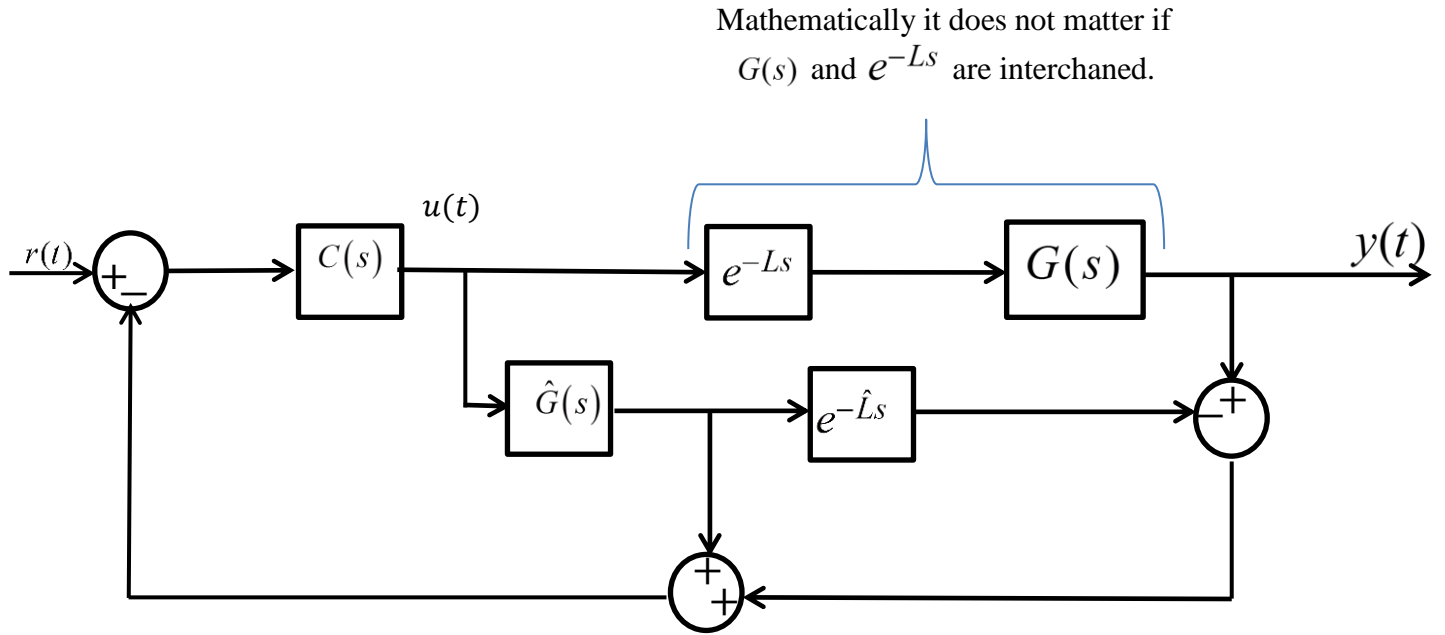 Mathematically it does not matter if
G(s) and e^{-Ls} are interchaned.
u(t)
r(t)
C(s)
e^{-Ls}
G(s)
y(t)
+
−
Ĝ(s)
e^{-L̂s}
−
+
+
+